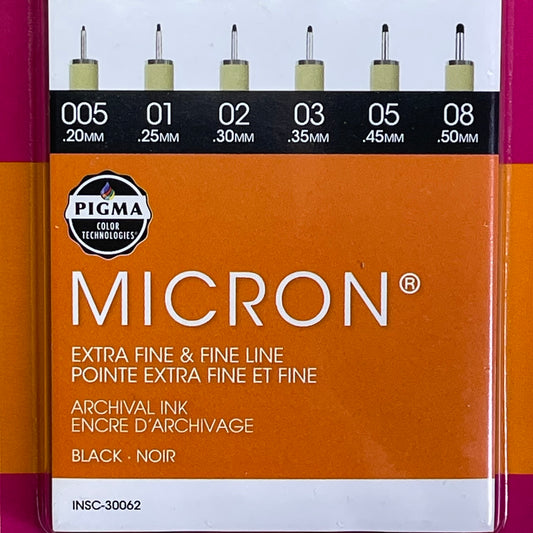 005 01 02 03 05 08
.20MM .25MM .30MM .35MM .45MM .50MM
PIGMA
COLOR
TECHNOLOGIES
MICRON®
EXTRA FINE & FINE LINE
POINTE EXTRA FINE ET FINE
ARCHIVAL INK
ENCRE D'ARCHIVAGE
BLACK · NOIR
INSC-30062